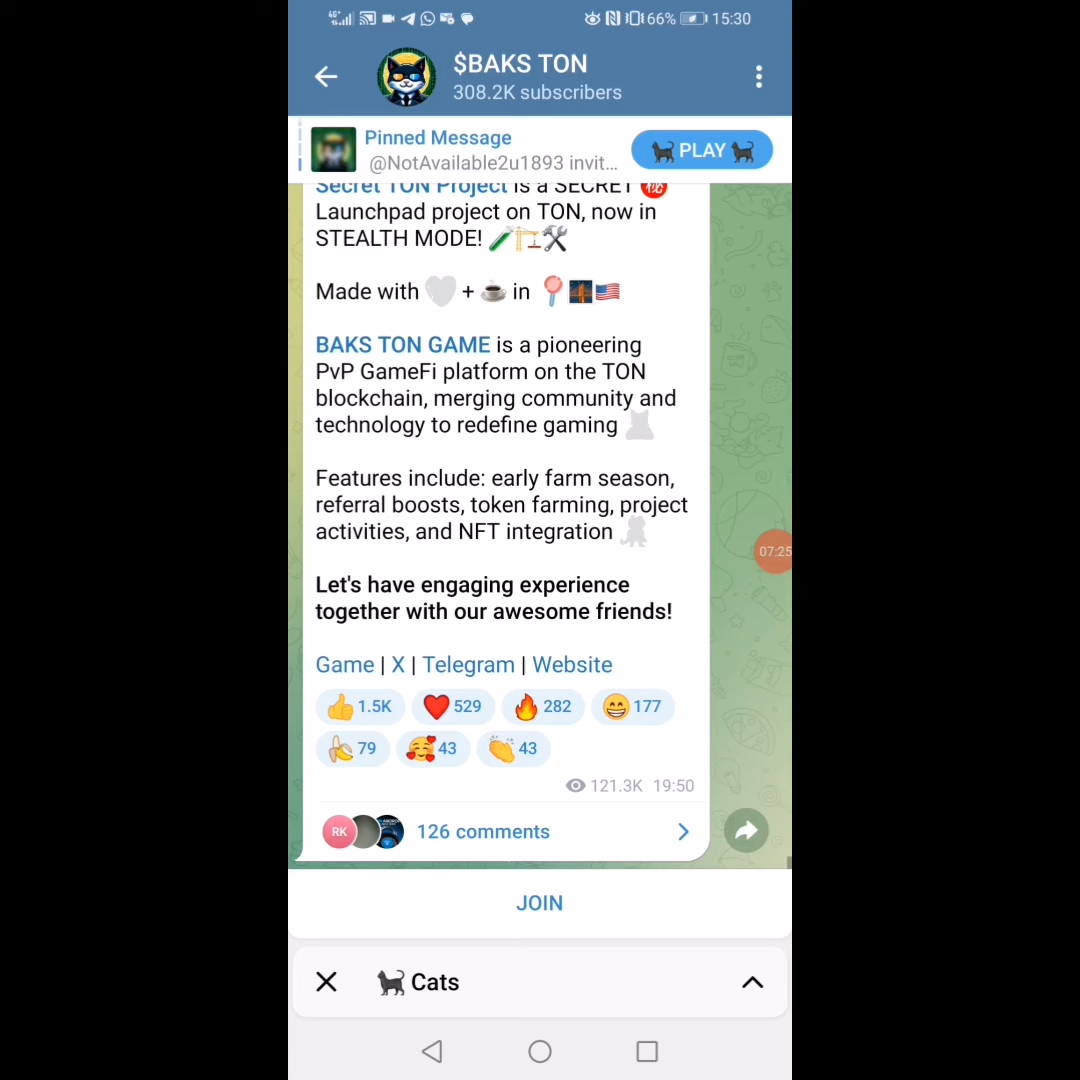 4G 66% 15:30
$BAKS TON
308.2K subscribers
Pinned Message
@NotAvailable2u1893 invit...
🐈‍⬛ PLAY 🐈‍⬛
Secret TON Project is a SECRET ㊙️
Launchpad project on TON, now in
STEALTH MODE! 🧪🏗️🛠️
Made with 🤍 + ☕ in 🍭🌉🇺🇸
BAKS TON GAME is a pioneering
PvP GameFi platform on the TON
blockchain, merging community and
technology to redefine gaming
Features include: early farm season,
referral boosts, token farming, project
activities, and NFT integration
Let's have engaging experience
together with our awesome friends!
Game | X | Telegram | Website
👍 1.5K ❤️ 529 🔥 282 😁 177
🍌 79 🥰 43 👏 43
121.3K 19:50
RK 126 comments
07:25
JOIN
🐈‍⬛ Cats